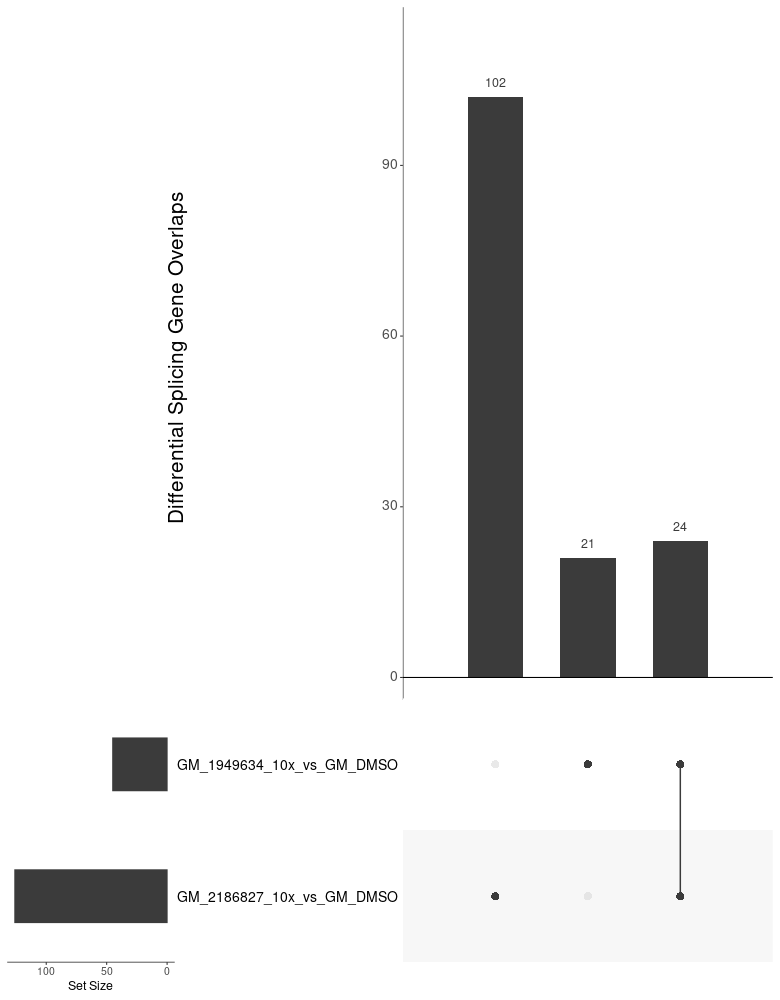 Differential Splicing Gene Overlaps
102
90
60
30
24
21
0
GM_1949634_10x_vs_GM_DMSO
GM_2186827_10x_vs_GM_DMSO
100 50 0
Set Size